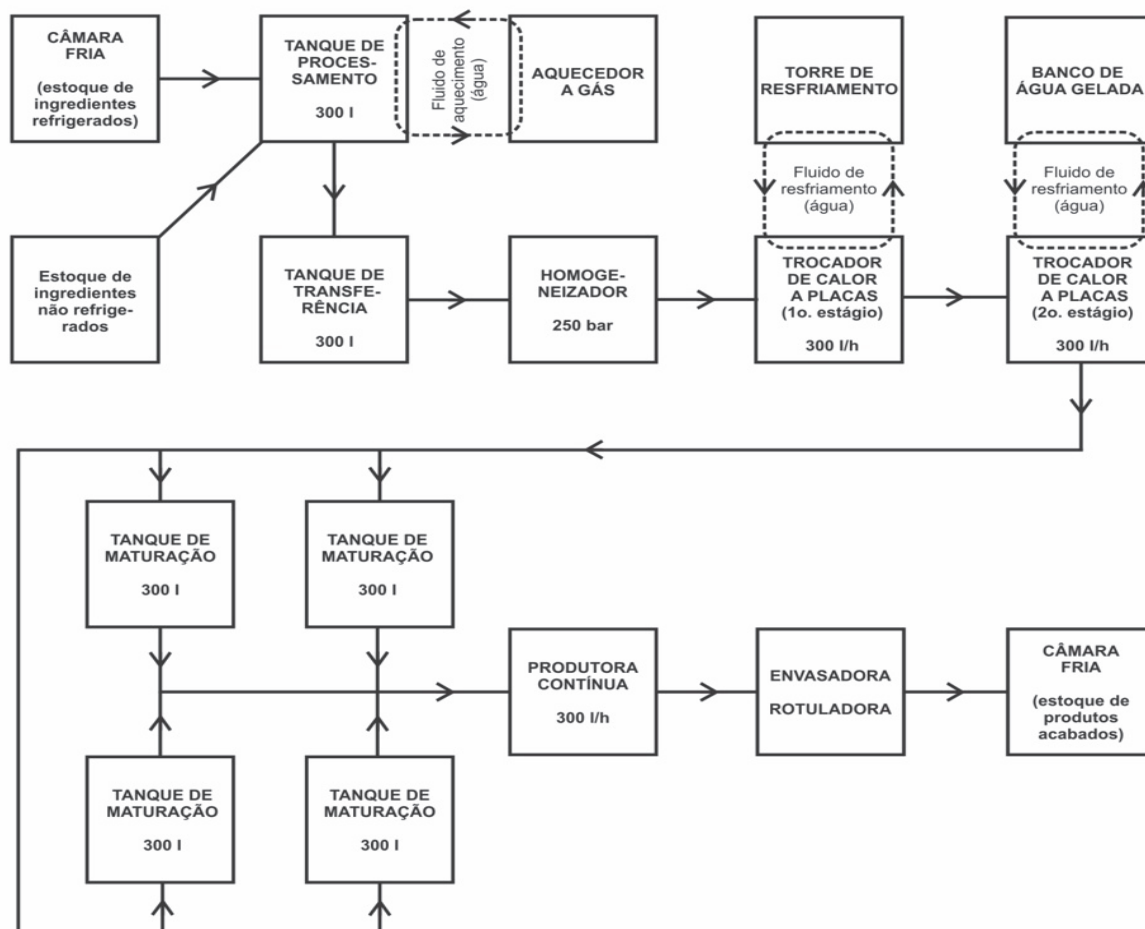 CÂMARA
FRIA
(estoque de
ingredientes
refrigerados)
TANQUE DE
PROCES-
SAMENTO
300 l
Fluido de
aquecimento
(água)
AQUECEDOR
A GÁS
TORRE DE
RESFRIAMENTO
BANCO DE
ÁGUA GELADA
Fluido de
resfriamento
(água)
Fluido de
resfriamento
(água)
Estoque de
ingredientes
não refrige-
rados
TANQUE DE
TRANSFE-
RÊNCIA
300 l
HOMOGE-
NEIZADOR
250 bar
TROCADOR
DE CALOR
A PLACAS
(1o. estágio)
300 l/h
TROCADOR
DE CALOR
A PLACAS
(2o. estágio)
300 l/h
TANQUE DE
MATURAÇÃO
300 l
TANQUE DE
MATURAÇÃO
300 l
PRODUTORA
CONTÍNUA
300 l/h
ENVASADORA
ROTULADORA
CÂMARA
FRIA
(estoque de
produtos
acabados)
TANQUE DE
MATURAÇÃO
300 l
TANQUE DE
MATURAÇÃO
300 l